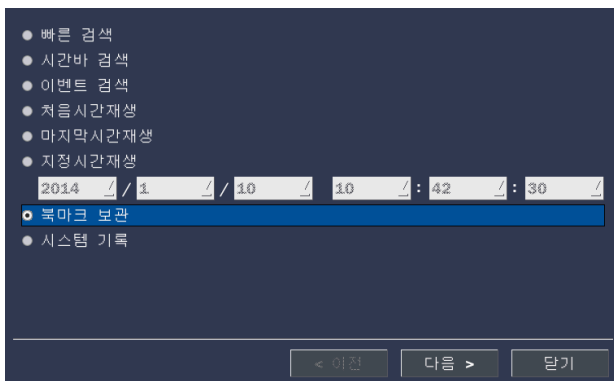 빠른 검색
시간바 검색
이벤트 검색
처음시간재생
마지막시간재생
지정시간재생
2014 / 1 / 10 10 : 42 : 30
북마크 보관
시스템 기록
< 이전 다음 > 닫기